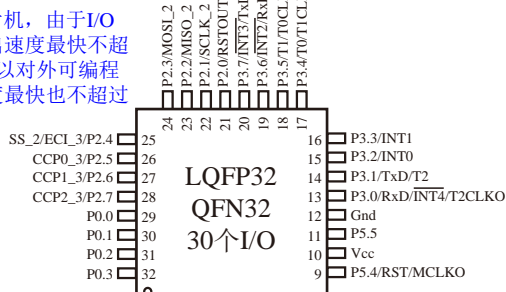 机，由于I/O
速度最快不超
以对外可编程
度最快也不超过
P2.3/MOSI_2
P2.2/MISO_2
P2.1/SCLK_2
P2.0/RSTOUT
P3.7/INT3/TxD
P3.6/INT2/RxD
P3.5/T1/T0CL
P3.4/T0/T1CL
24 23 22 21 20 19 18 17
SS_2/ECI_3/P2.4 25
CCP0_3/P2.5 26
CCP1_3/P2.6 27
CCP2_3/P2.7 28
P0.0 29
P0.1 30
P0.2 31
P0.3 32
LQFP32
QFN32
30个I/O
16 P3.3/INT1
15 P3.2/INT0
14 P3.1/TxD/T2
13 P3.0/RxD/INT4/T2CLKO
12 Gnd
11 P5.5
10 Vcc
9 P5.4/RST/MCLKO